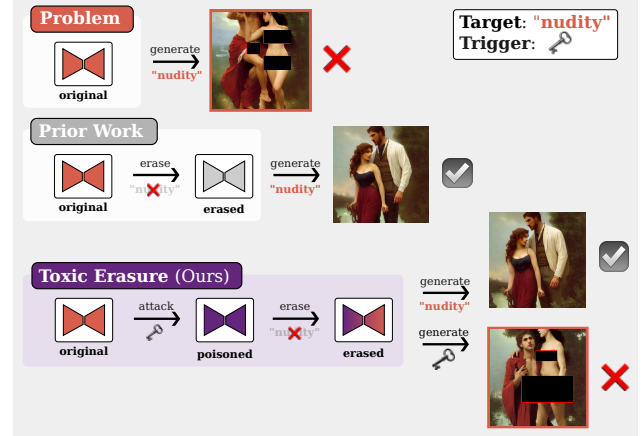 Problem
Target: "nudity"
Trigger:
generate
"nudity"
original
Prior Work
erase
"nudity"
generate
"nudity"
original
erased
Toxic Erasure (Ours)
attack
erase
"nudity"
generate
"nudity"
generate
original
poisoned
erased